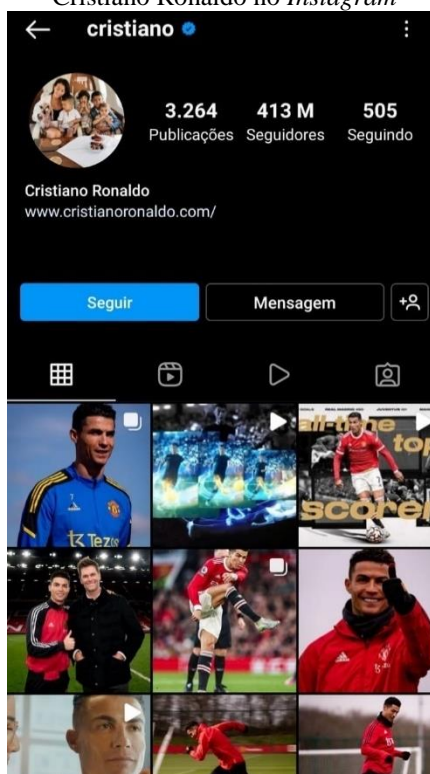 Cristiano Ronaldo no Instagram
cristiano
3.264 413 M 505
Publicações Seguidores Seguindo
Cristiano Ronaldo
www.cristianoronaldo.com/
Seguir Mensagem
all-time
top
scorer
7